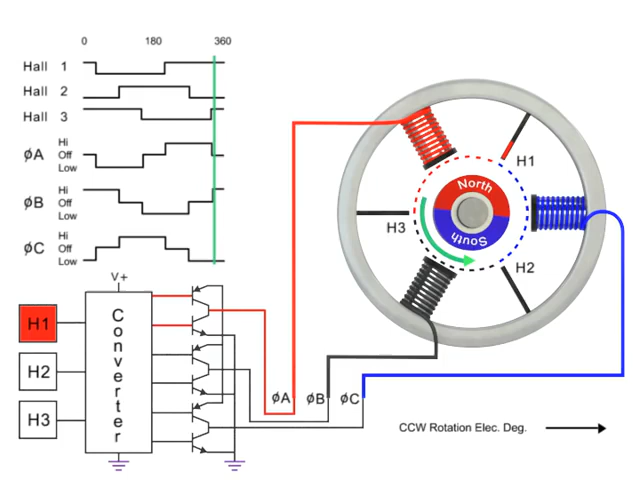 0 180 360
Hall 1
Hall 2
Hall 3
øA Hi
Off
Low
øB Hi
Off
Low
øC Hi
Off
Low
V+
H1
H2
H3
Converter
øA øB øC
North
South
H1
H2
H3
CCW Rotation Elec. Deg.